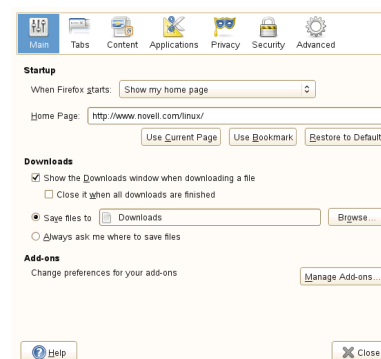 Main Tabs Content Applications Privacy Security Advanced
Startup
When Firefox starts: Show my home page
Home Page: http://www.novell.com/linux/
Use Current Page Use Bookmark Restore to Default
Downloads
Show the Downloads window when downloading a file
Close it when all downloads are finished
Save files to Downloads Browse...
Always ask me where to save files
Add-ons
Change preferences for your add-ons
Manage Add-ons...
Help Close